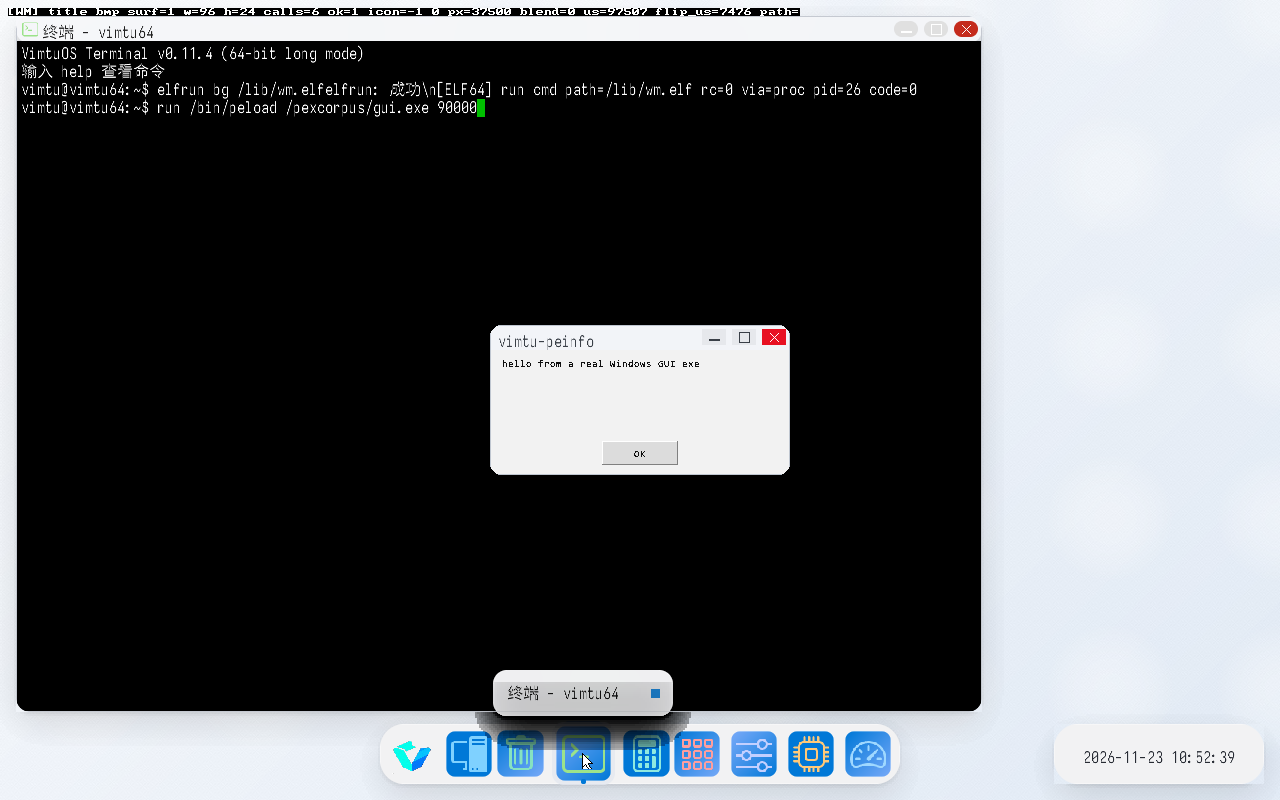 [WM] title bmp surf=1 w=96 h=24 calls=6 ok=1 icon=-1 0 px=37500 blend=0 us=97507 flip_us=7476 path=
终端 - vimtu64
VimtuOS Terminal v0.11.4 (64-bit long mode)
输入 help 查看命令
vimtu@vimtu64:~$ elfrun bg /lib/wm.elfelfrun: 成功\n[ELF64] run cmd path=/lib/wm.elf rc=0 via=proc pid=26 code=0
vimtu@vimtu64:~$ run /bin/peload /pexcorpus/gui.exe 90000
vimtu-peinfo
hello from a real Windows GUI exe
OK
终端 - vimtu64
2026-11-23 10:52:39